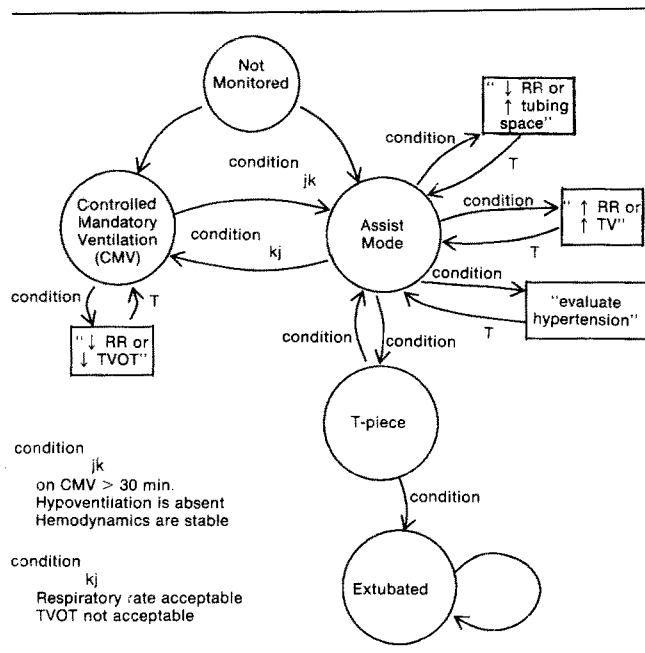 Not
Monitored
" ↓ RR or
↑ tubing
space"
condition
T
condition
jk
Controlled
Mandatory
Ventilation
(CMV)
condition
kj
Assist
Mode
condition
" ↑ RR or
↑ TV"
T
condition
"evaluate
hypertension"
T
condition
T
" ↓ RR or
↓ TVOT"
condition
condition
T-piece
condition
jk
on CMV > 30 min.
Hypoventilation is absent
Hemodynamics are stable
condition
condition
kj
Respiratory rate acceptable
TVOT not acceptable
Extubated